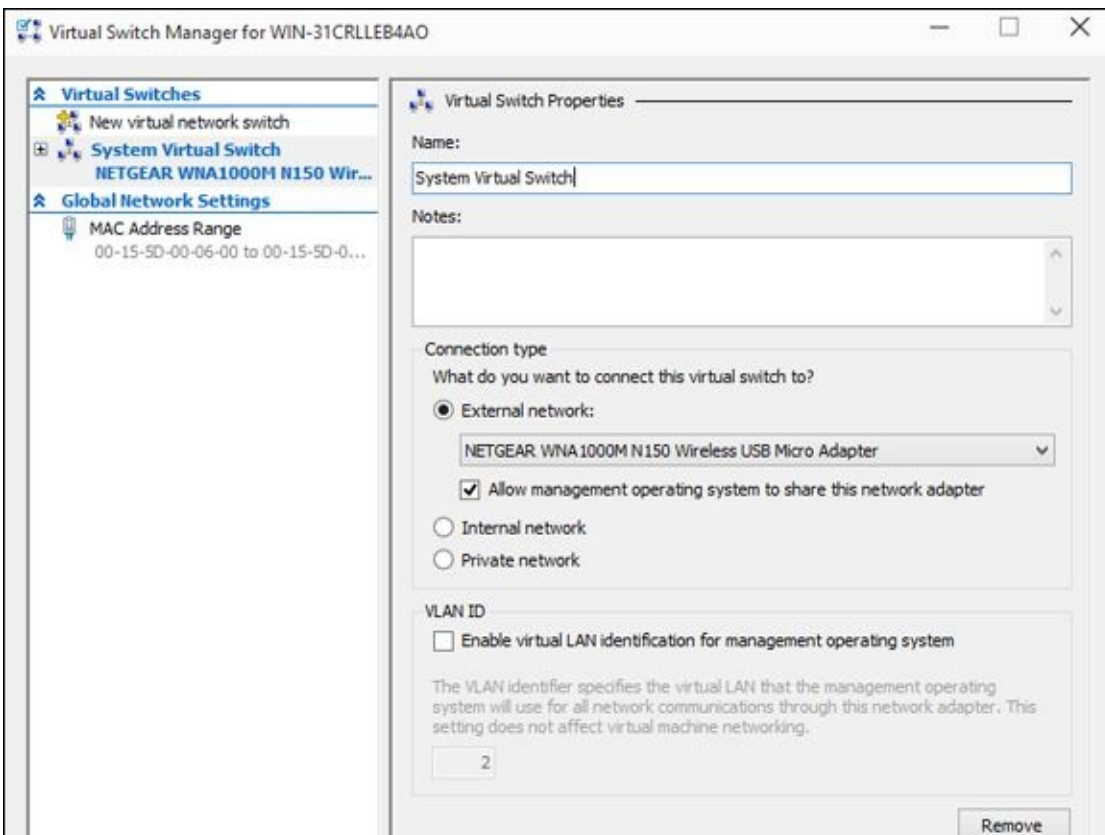 Virtual Switch Manager for WIN-31CRLLEB4AO
Virtual Switches
New virtual network switch
System Virtual Switch
NETGEAR WNA1000M N150 Wir...
Global Network Settings
MAC Address Range
00-15-5D-00-06-00 to 00-15-5D-0...
Virtual Switch Properties
Name:
System Virtual Switch
Notes:
Connection type
What do you want to connect this virtual switch to?
External network:
NETGEAR WNA1000M N150 Wireless USB Micro Adapter
Allow management operating system to share this network adapter
Internal network
Private network
VLAN ID
Enable virtual LAN identification for management operating system
The VLAN identifier specifies the virtual LAN that the management operating
system will use for all network communications through this network adapter. This
setting does not affect virtual machine networking.
2
Remove